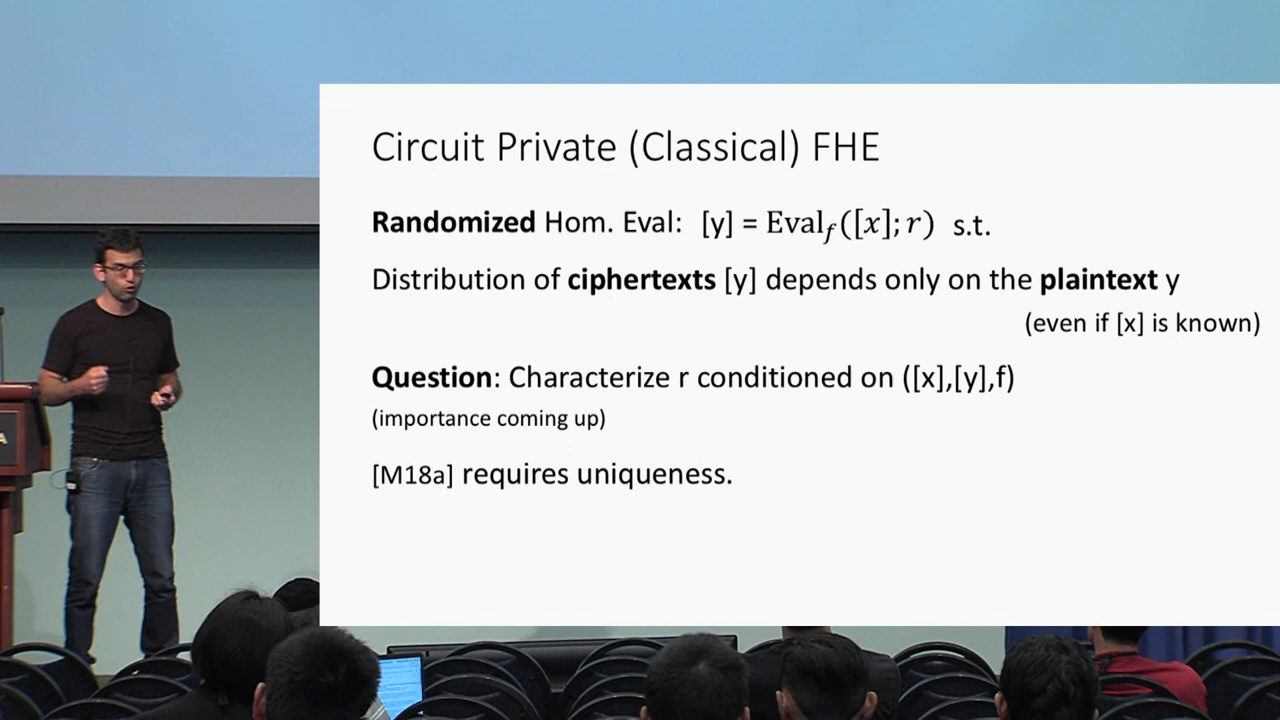 Circuit Private (Classical) FHE
Randomized Hom. Eval: [y] = Eval_f([x]; r) s.t.
Distribution of ciphertexts [y] depends only on the plaintext y
(even if [x] is known)
Question: Characterize r conditioned on ([x],[y],f)
(importance coming up)
[M18a] requires uniqueness.
A